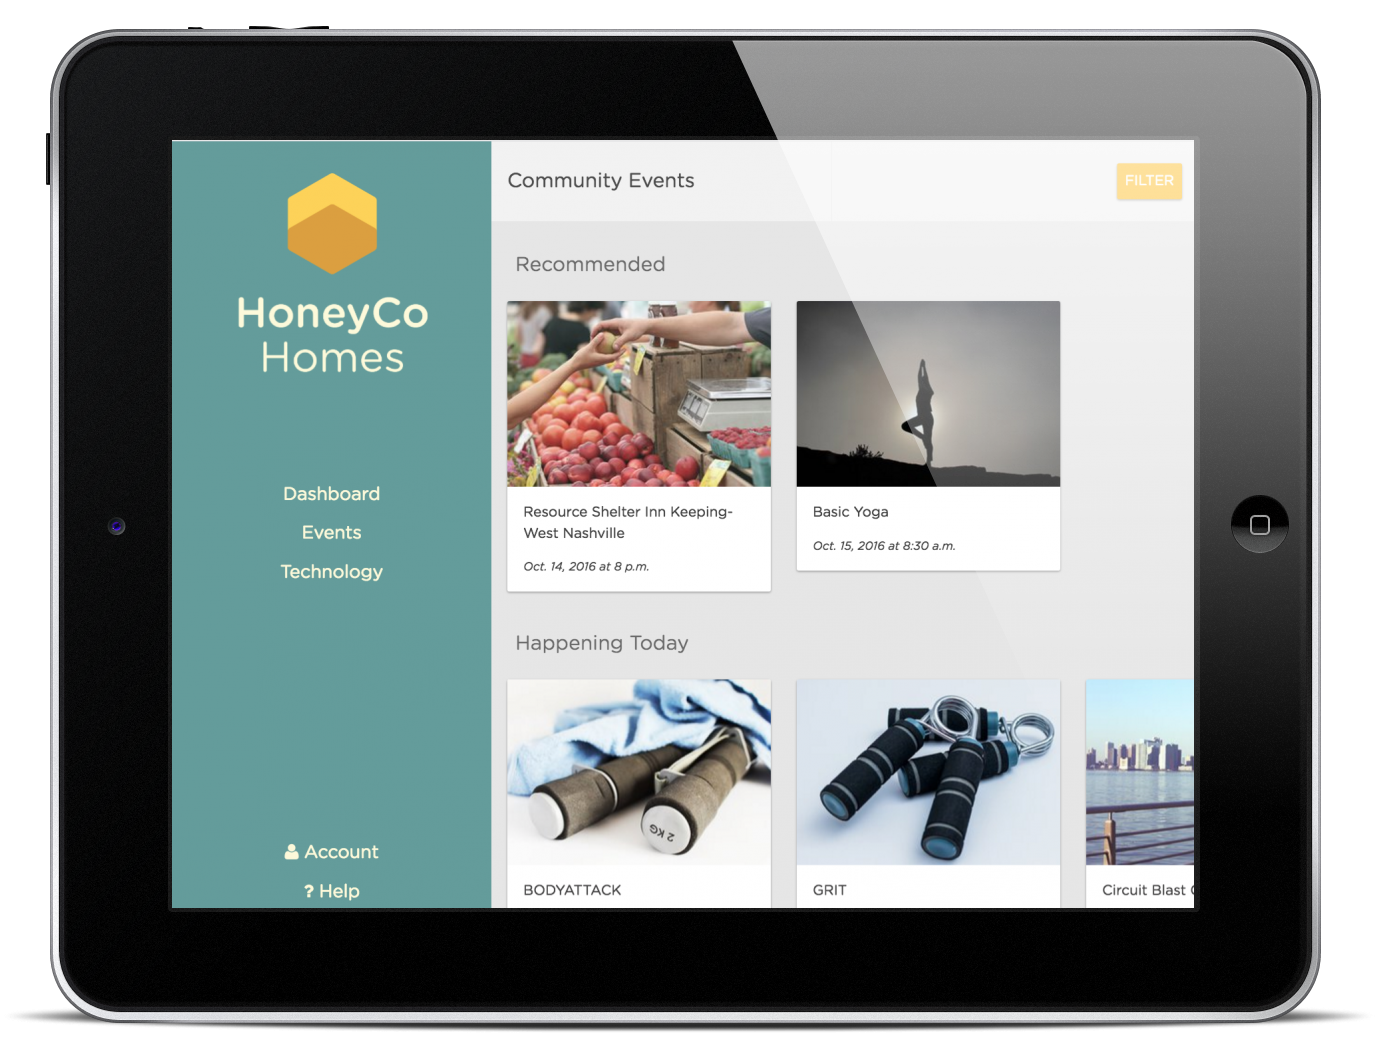 HoneyCo
Homes
Dashboard
Events
Technology
Account
? Help
Community Events
FILTER
Recommended
Resource Shelter Inn Keeping-
West Nashville
Oct. 14, 2016 at 8 p.m.
Basic Yoga
Oct. 15, 2016 at 8:30 a.m.
Happening Today
2 KG
BODYATTACK
GRIT
Circuit Blast